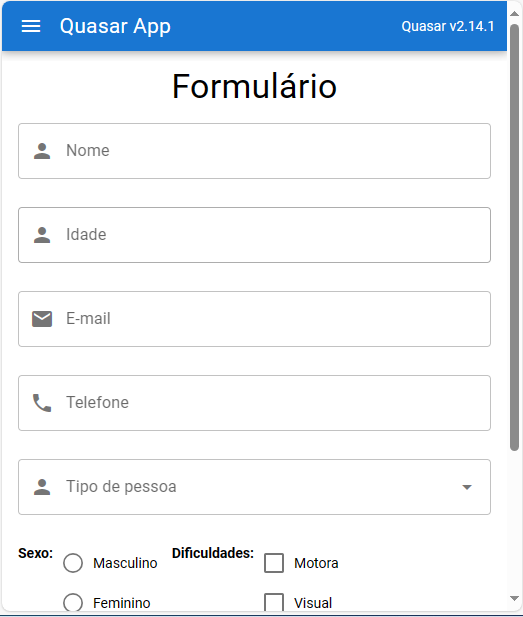 Quasar App Quasar v2.14.1
Formulário
Nome
Idade
E-mail
Telefone
Tipo de pessoa
Sexo: Masculino Dificuldades: Motora
Feminino Visual